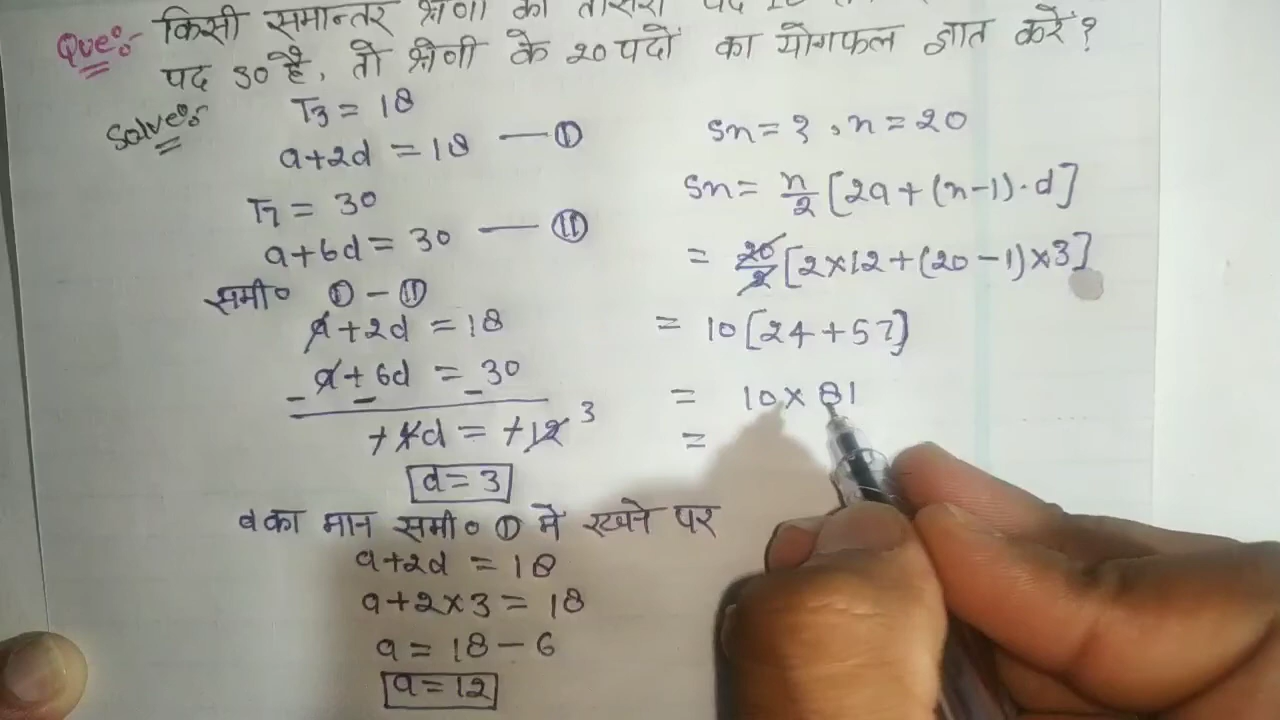 Que:- किसी समान्तर श्रेणी का तीसरा पद 18
पद 30 है, तो श्रेणी के 20 पदों का योगफल ज्ञात करें?
Solve:-
T₃ = 18
a+2d = 18 — ①
T₇ = 30
a+6d = 30 — ⑪
समी० ① - ⑪
a+2d = 18
a+6d = 30
- - -
+4d = +12 3
d = 3
d का मान समी० ① में रखने पर
a+2d = 18
a+2×3 = 18
a = 18-6
a = 12
Sn = ?, n = 20
Sn = n/2 [2a+(n-1)·d]
= 20/2 [2×12+(20-1)×3]
= 10[24+57]
= 10×81
=